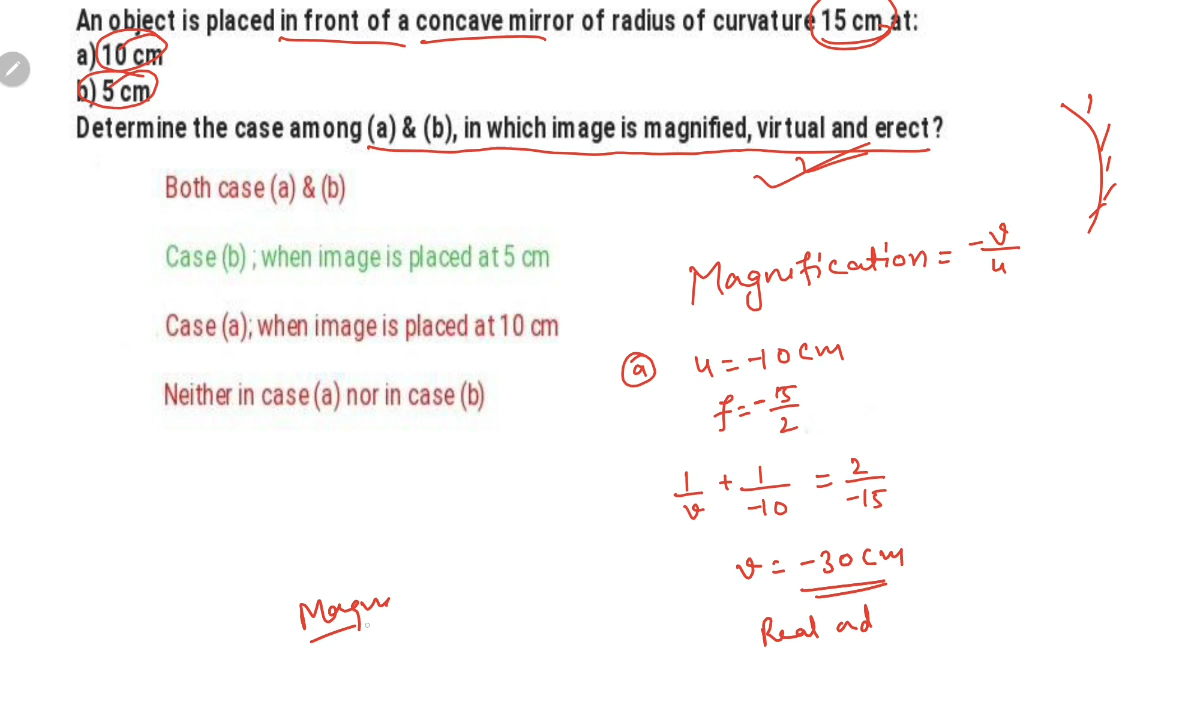 An object is placed in front of a concave mirror of radius of curvature 15 cm at:
a) 10 cm
b) 5 cm
Determine the case among (a) & (b), in which image is magnified, virtual and erect?
Both case (a) & (b)
Case (b) ; when image is placed at 5 cm
Case (a); when image is placed at 10 cm
Neither in case (a) nor in case (b)
Magnification = -v/u
(a) u = -10 cm
f = -15/2
1/v + 1/-10 = 2/-15
v = -30 cm
Real ad
Magn